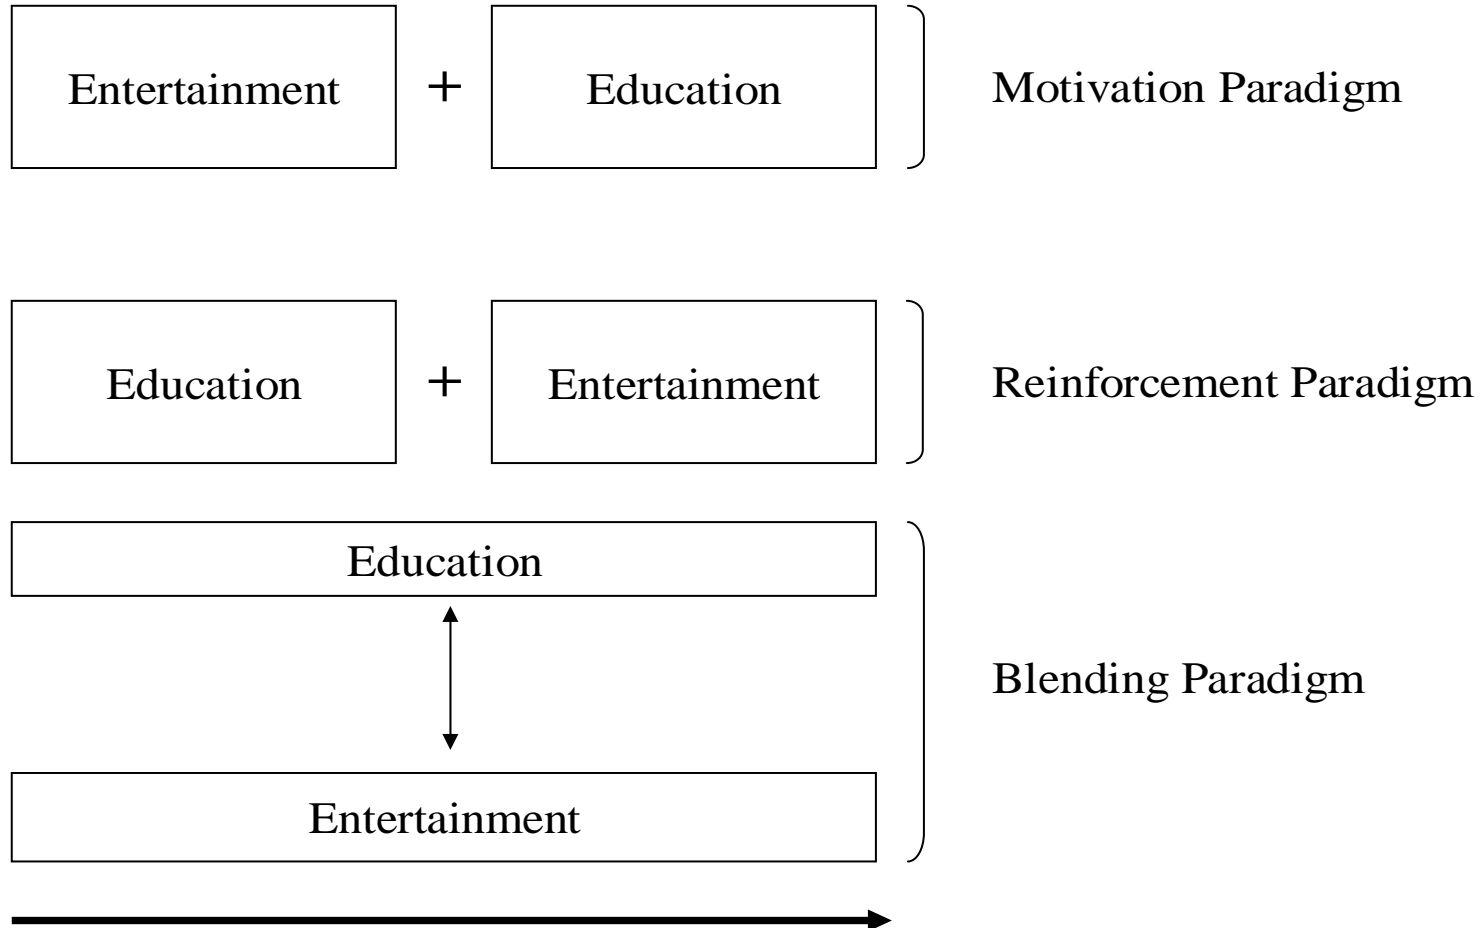 Entertainment + Education Motivation Paradigm
Education + Entertainment Reinforcement Paradigm
Education
Blending Paradigm
Entertainment